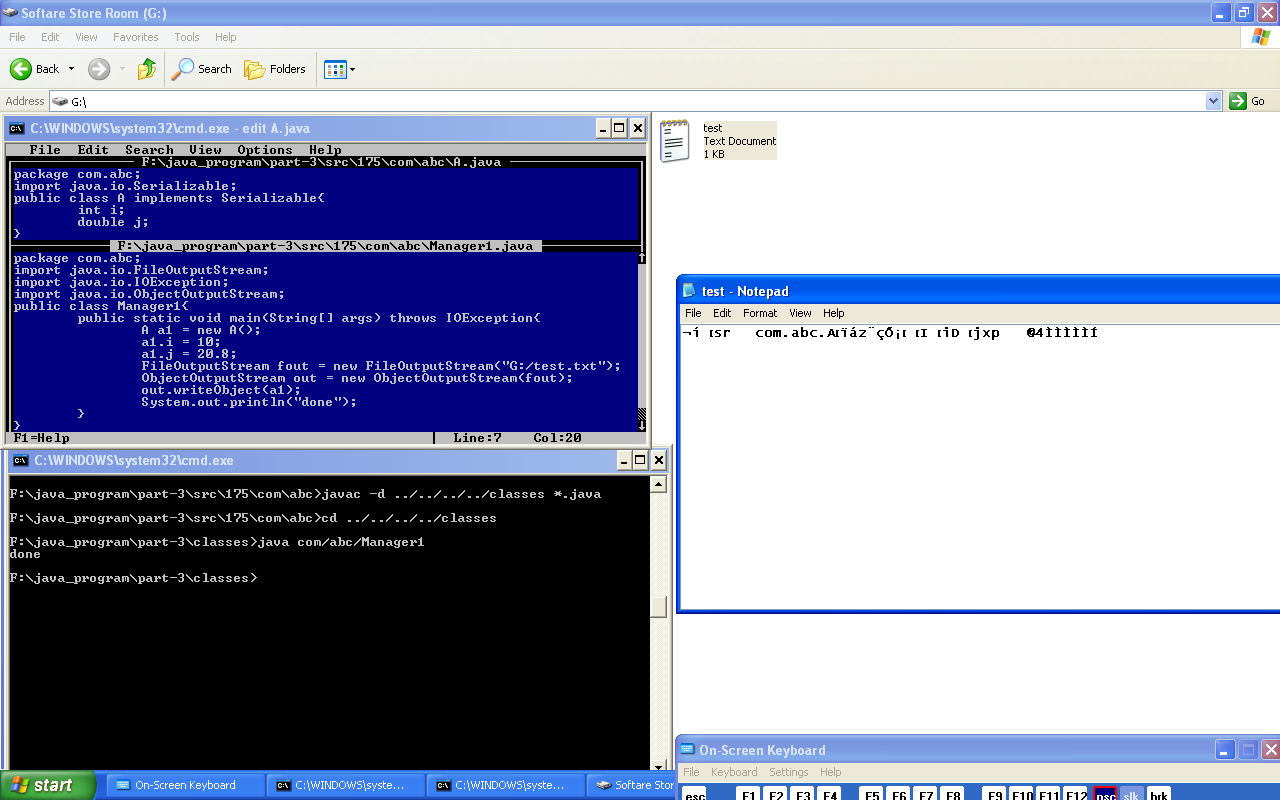 Softare Store Room (G:)
File Edit View Favorites Tools Help
Back Search Folders
Address G:\ Go
C:\WINDOWS\system32\cmd.exe - edit A.java
File Edit Search View Options Help
F:\java_program\part-3\src\175\com\abc\A.java
package com.abc;
import java.io.Serializable;
public class A implements Serializable{
int i;
double j;
}
F:\java_program\part-3\src\175\com\abc\Manager1.java
package com.abc;
import java.io.FileOutputStream;
import java.io.IOException;
import java.io.ObjectOutputStream;
public class Manager1{
public static void main(String[] args) throws IOException{
A a1 = new A();
a1.i = 10;
a1.j = 20.8;
FileOutputStream fout = new FileOutputStream("G:/test.txt");
ObjectOutputStream out = new ObjectOutputStream(fout);
out.writeObject(a1);
System.out.println("done");
}
}
F1=Help Line:7 Col:20
C:\WINDOWS\system32\cmd.exe
F:\java_program\part-3\src\175\com\abc>javac -d ../../../../classes *.java
F:\java_program\part-3\src\175\com\abc>cd ../../../../classes
F:\java_program\part-3\classes>java com/abc/Manager1
done
F:\java_program\part-3\classes>
test
Text Document
1 KB
test - Notepad
File Edit Format View Help
com.abc.
On-Screen Keyboard
File Keyboard Settings Help
esc F1 F2 F3 F4 F5 F6 F7 F8 F9 F10 F11 F12 psc slk brk
start On-Screen Keyboard C:\WINDOWS\syste... C:\WINDOWS\syste... Softare Stor